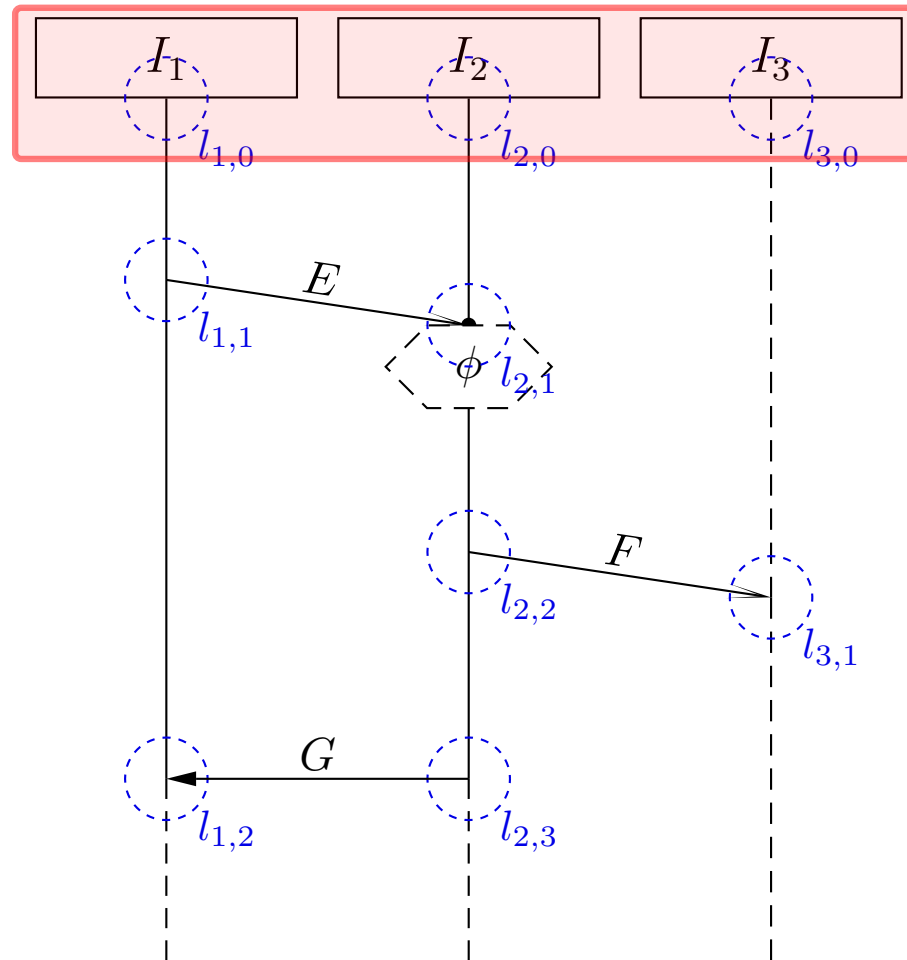 I₁ I₂ I₃
l₁,₀ l₂,₀ l₃,₀
E
l₁,₁
ϕ l₂,₁
F
l₂,₂
l₃,₁
G
l₁,₂ l₂,₃